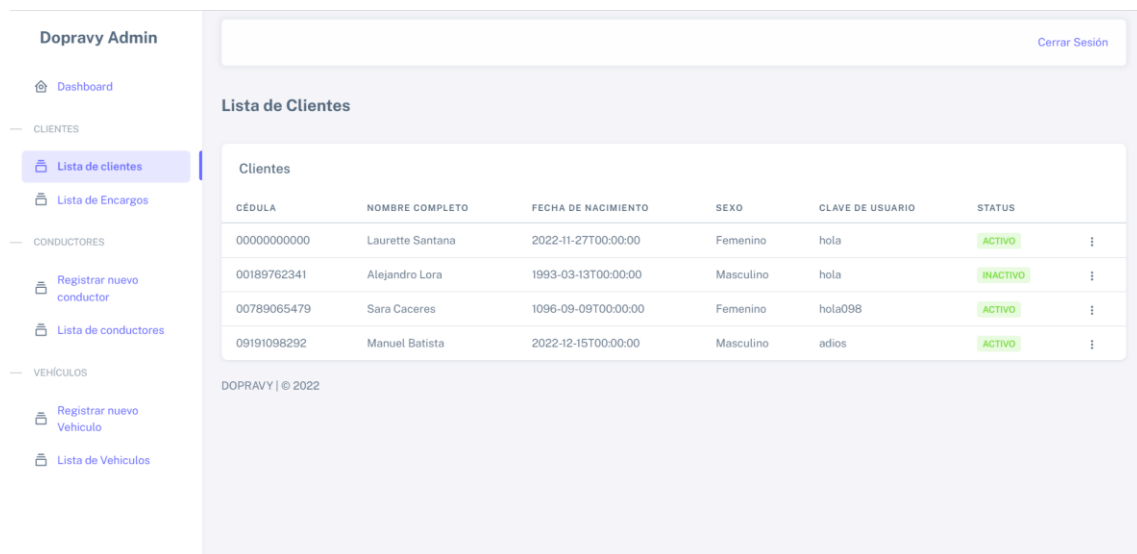 Dopravy Admin
Cerrar Sesión
Dashboard
CLIENTES
Lista de clientes
Lista de Encargos
CONDUCTORES
Registrar nuevo
conductor
Lista de conductores
VEHÍCULOS
Registrar nuevo
Vehiculo
Lista de Vehiculos
Lista de Clientes
Clientes
CÉDULA NOMBRE COMPLETO FECHA DE NACIMIENTO SEXO CLAVE DE USUARIO STATUS
00000000000 Laurette Santana 2022-11-27T00:00:00 Femenino hola ACTIVO
00189762341 Alejandro Lora 1993-03-13T00:00:00 Masculino hola INACTIVO
00789065479 Sara Caceres 1096-09-09T00:00:00 Femenino hola098 ACTIVO
09191098292 Manuel Batista 2022-12-15T00:00:00 Masculino adios ACTIVO
DOPRAVY | © 2022